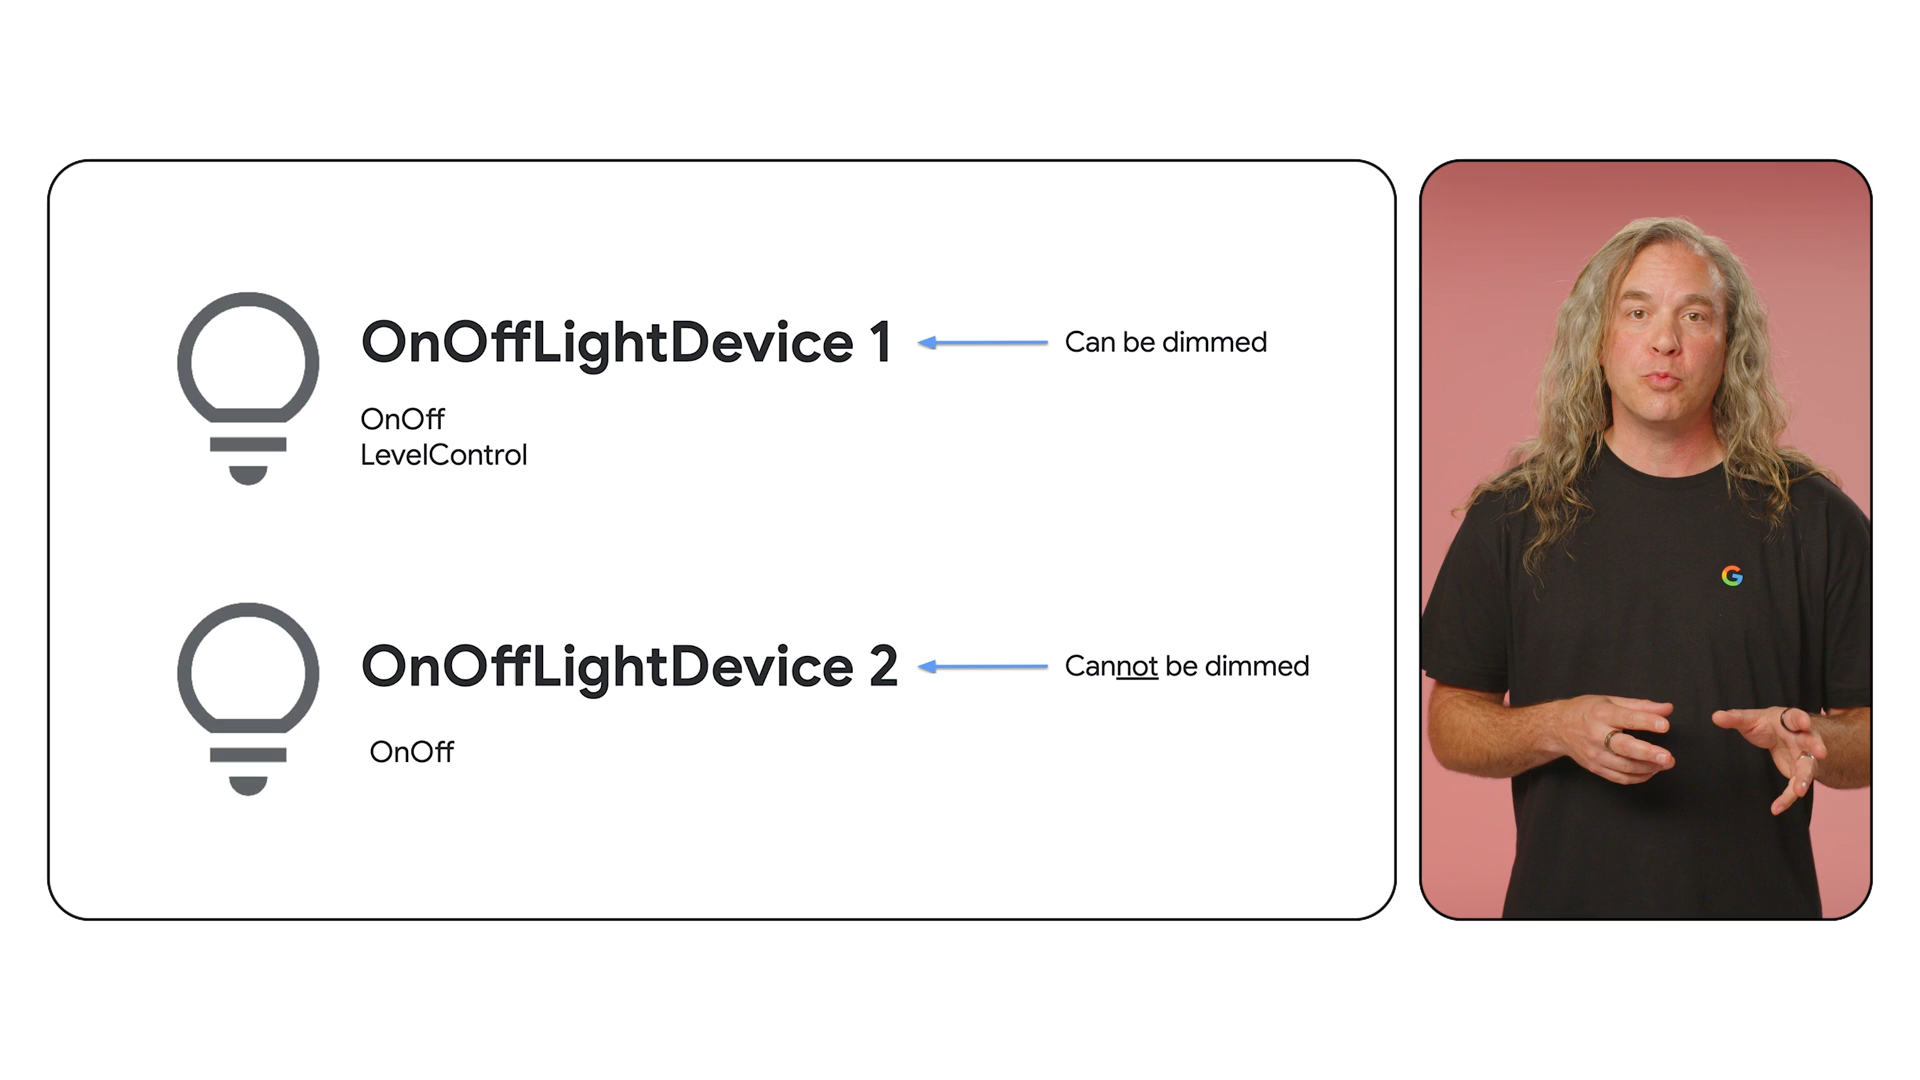 OnOffLightDevice 1
Can be dimmed
OnOff
LevelControl
OnOffLightDevice 2
Cannot be dimmed
OnOff
G